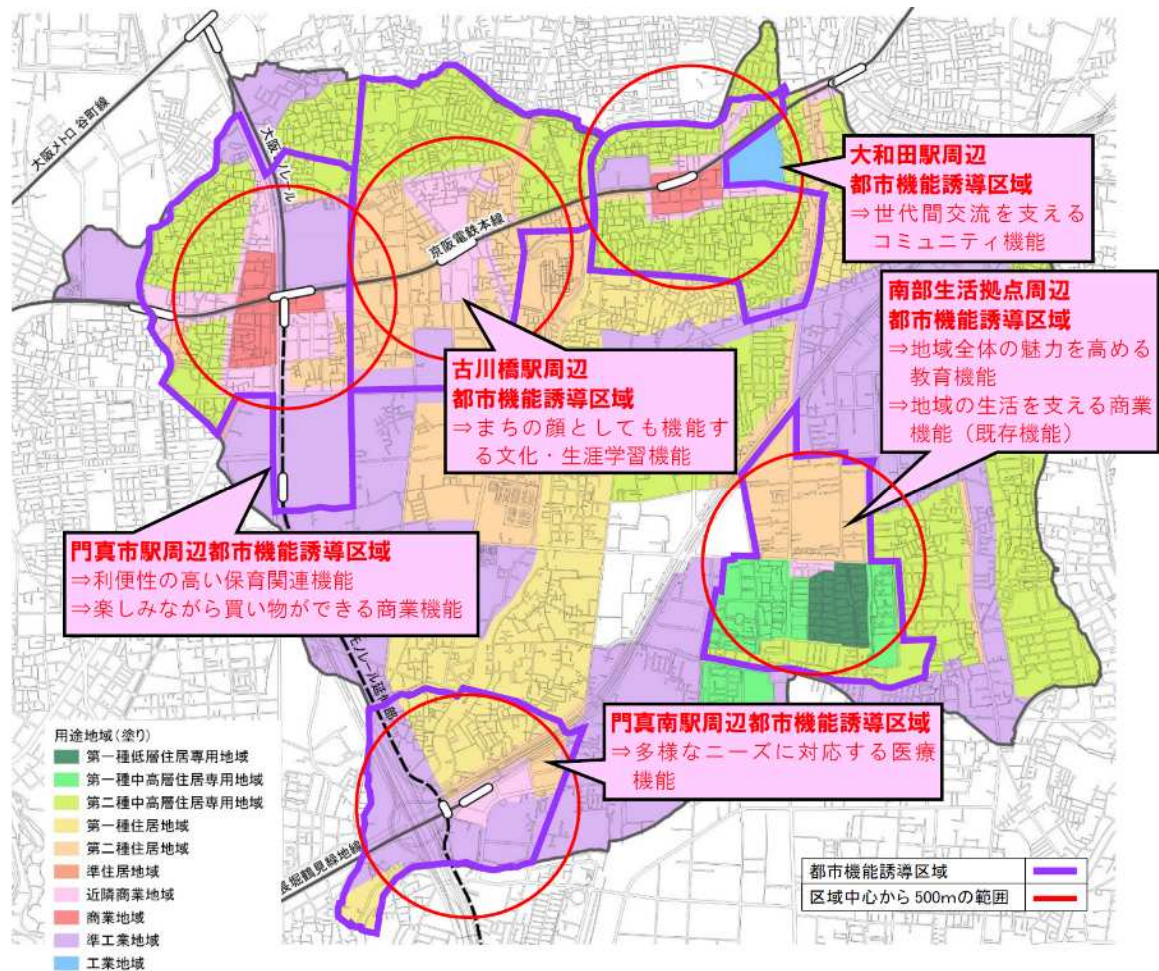 大阪メトロ 谷町線
大阪モノレール
京阪電鉄本線
大和田駅周辺
都市機能誘導区域
⇒世代間交流を支える
コミュニティ機能
南部生活拠点周辺
都市機能誘導区域
⇒地域全体の魅力を高める
教育機能
⇒地域の生活を支える商業
機能（既存機能）
古川橋駅周辺
都市機能誘導区域
⇒まちの顔としても機能す
る文化・生涯学習機能
門真市駅周辺都市機能誘導区域
⇒利便性の高い保育関連機能
⇒楽しみながら買い物ができる商業機能
門真南駅周辺都市機能誘導区域
⇒多様なニーズに対応する医療
機能
長堀鶴見緑地線
用途地域(塗り)
第一種低層住居専用地域
第一種中高層住居専用地域
第二種中高層住居専用地域
第一種住居地域
第二種住居地域
準住居地域
近隣商業地域
商業地域
準工業地域
工業地域
都市機能誘導区域
区域中心から500mの範囲